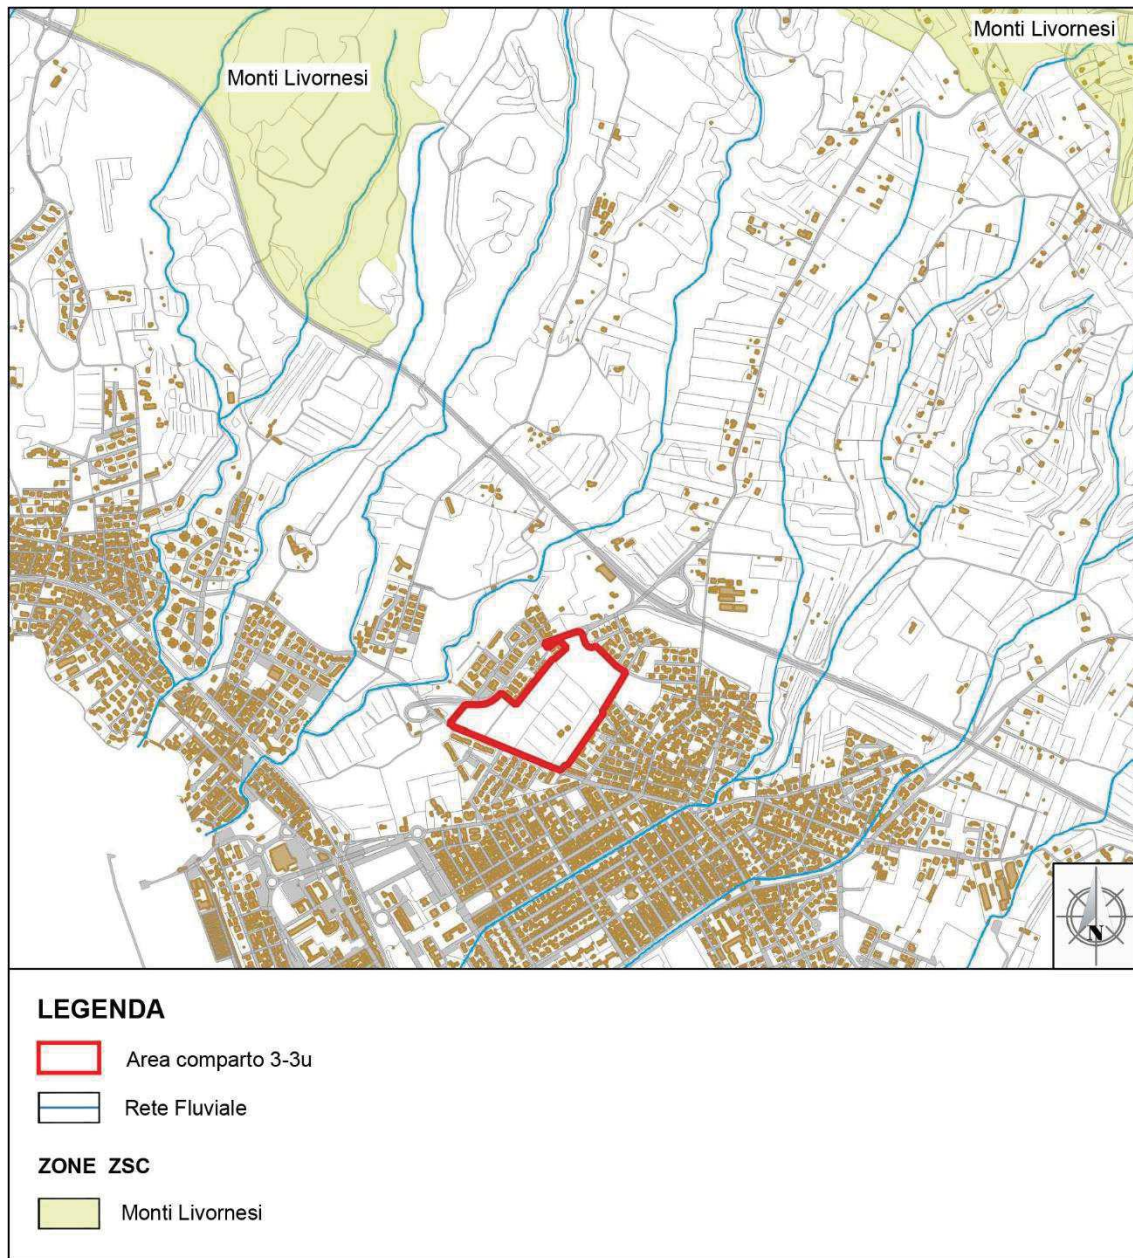 Monti Livornesi
Monti Livornesi
N
LEGENDA
Area comparto 3-3u
Rete Fluviale
ZONE ZSC
Monti Livornesi